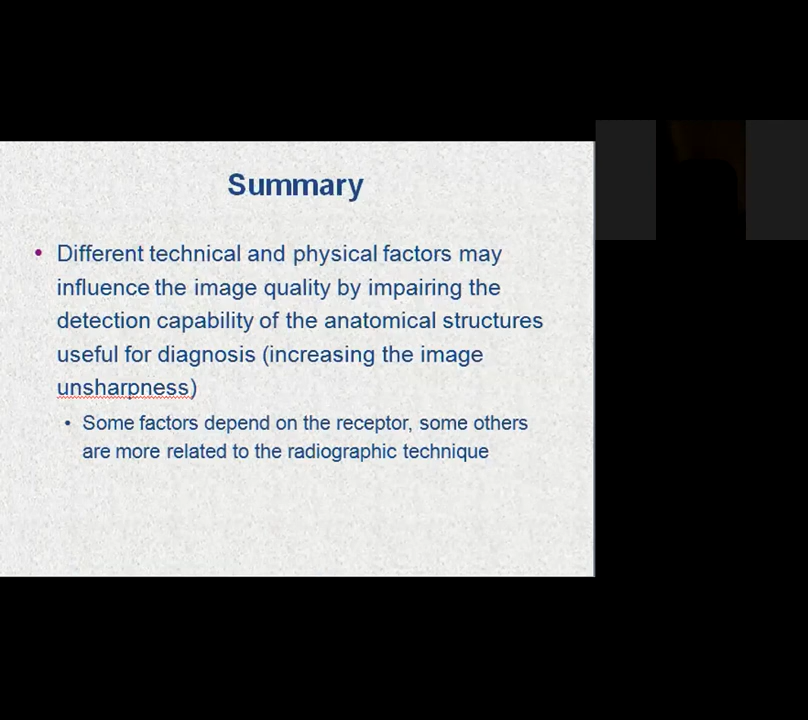 Summary
• Different technical and physical factors may
influence the image quality by impairing the
detection capability of the anatomical structures
useful for diagnosis (increasing the image
unsharpness)
• Some factors depend on the receptor, some others
are more related to the radiographic technique